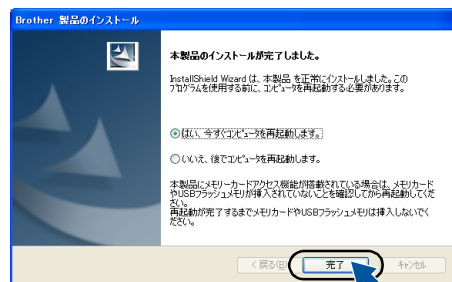 Brother 製品のインストール
本製品のインストールが完了しました。
InstallShield Wizard は、本製品 を正常にインストールしました。この
プログラムを使用する前に、コンピュータを再起動する必要があります。
はい、今すぐコンピュータを再起動します。
いいえ、後でコンピュータを再起動します。
本製品にメモリーカードアクセス機能が搭載されている場合は、メモリカード
やUSBフラッシュメモリが挿入されていないことを確認してから再起動してくだ
さい。
再起動が完了するまでメモリカードやUSBフラッシュメモリは挿入しないでく
ださい。
< 戻る(B) 完了 キャンセル